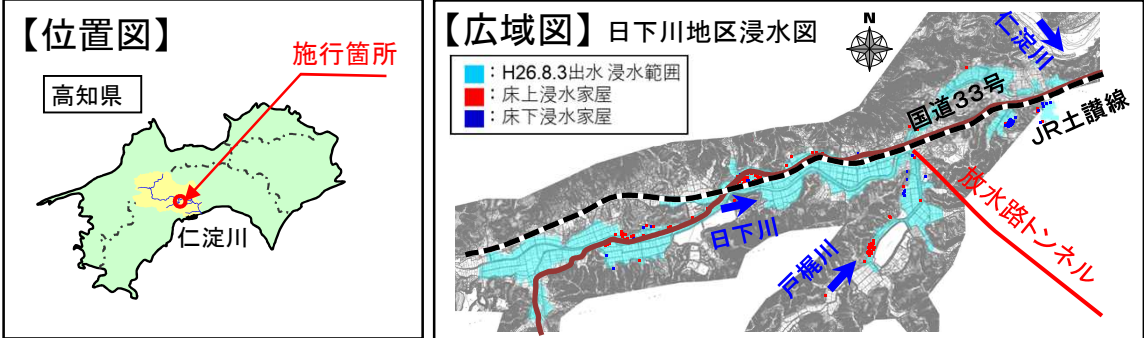 【位置図】
施行箇所
高知県
仁淀川
【広域図】日下川地区浸水図
：H26.8.3出水 浸水範囲
：床上浸水家屋
：床下浸水家屋
N
仁淀川
国道33号
JR土讃線
放水路トンネル
日下川
戸梶川